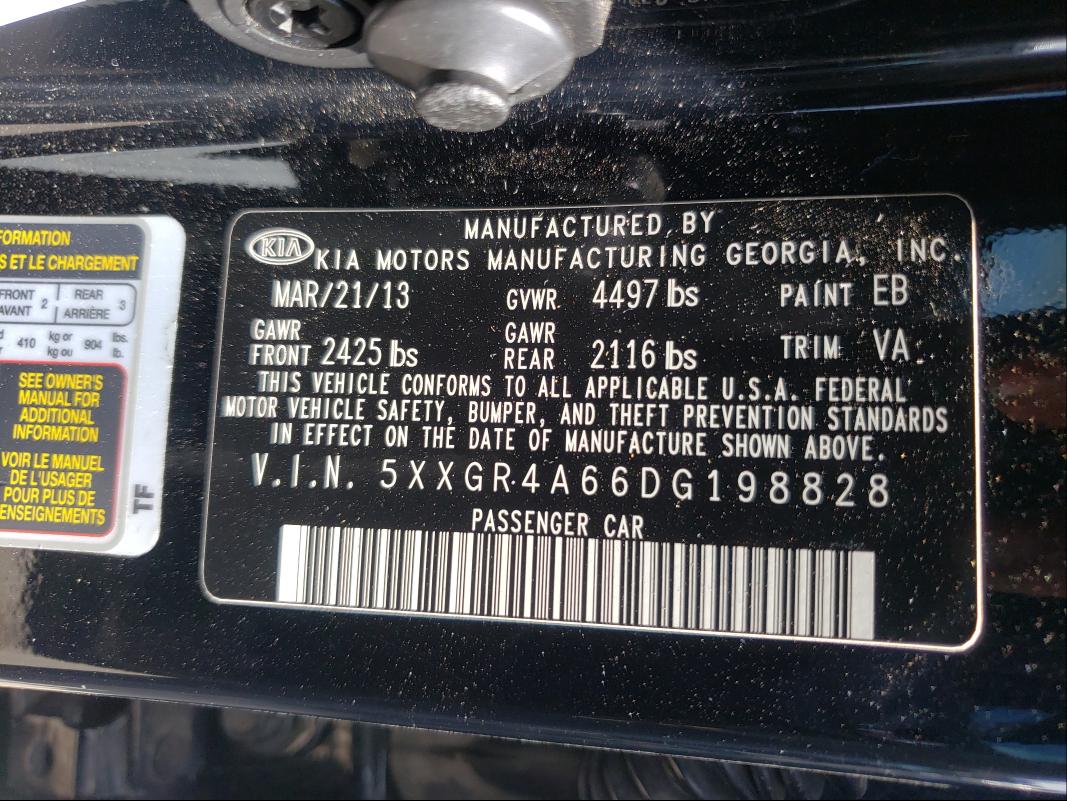 FORMATION
S ET LE CHARGEMENT
FRONT
AVANT 2
REAR
ARRIÈRE 3
410 kg or
kg ou 904 lbs.
lb.
SEE OWNER'S
MANUAL FOR
ADDITIONAL
INFORMATION
VOIR LE MANUEL
DE L'USAGER
POUR PLUS DE
ENSEIGNEMENTS
TF
MANUFACTURED BY
KIA KIA MOTORS MANUFACTURING GEORGIA, INC.
MAR/21/13 GVWR 4497 lbs PAINT EB
GAWR
FRONT 2425 lbs
GAWR
REAR 2116 lbs
TRIM VA
THIS VEHICLE CONFORMS TO ALL APPLICABLE U.S.A. FEDERAL
MOTOR VEHICLE SAFETY, BUMPER, AND THEFT PREVENTION STANDARDS
IN EFFECT ON THE DATE OF MANUFACTURE SHOWN ABOVE.
V.I.N. 5XXGR4A66DG198828
PASSENGER CAR